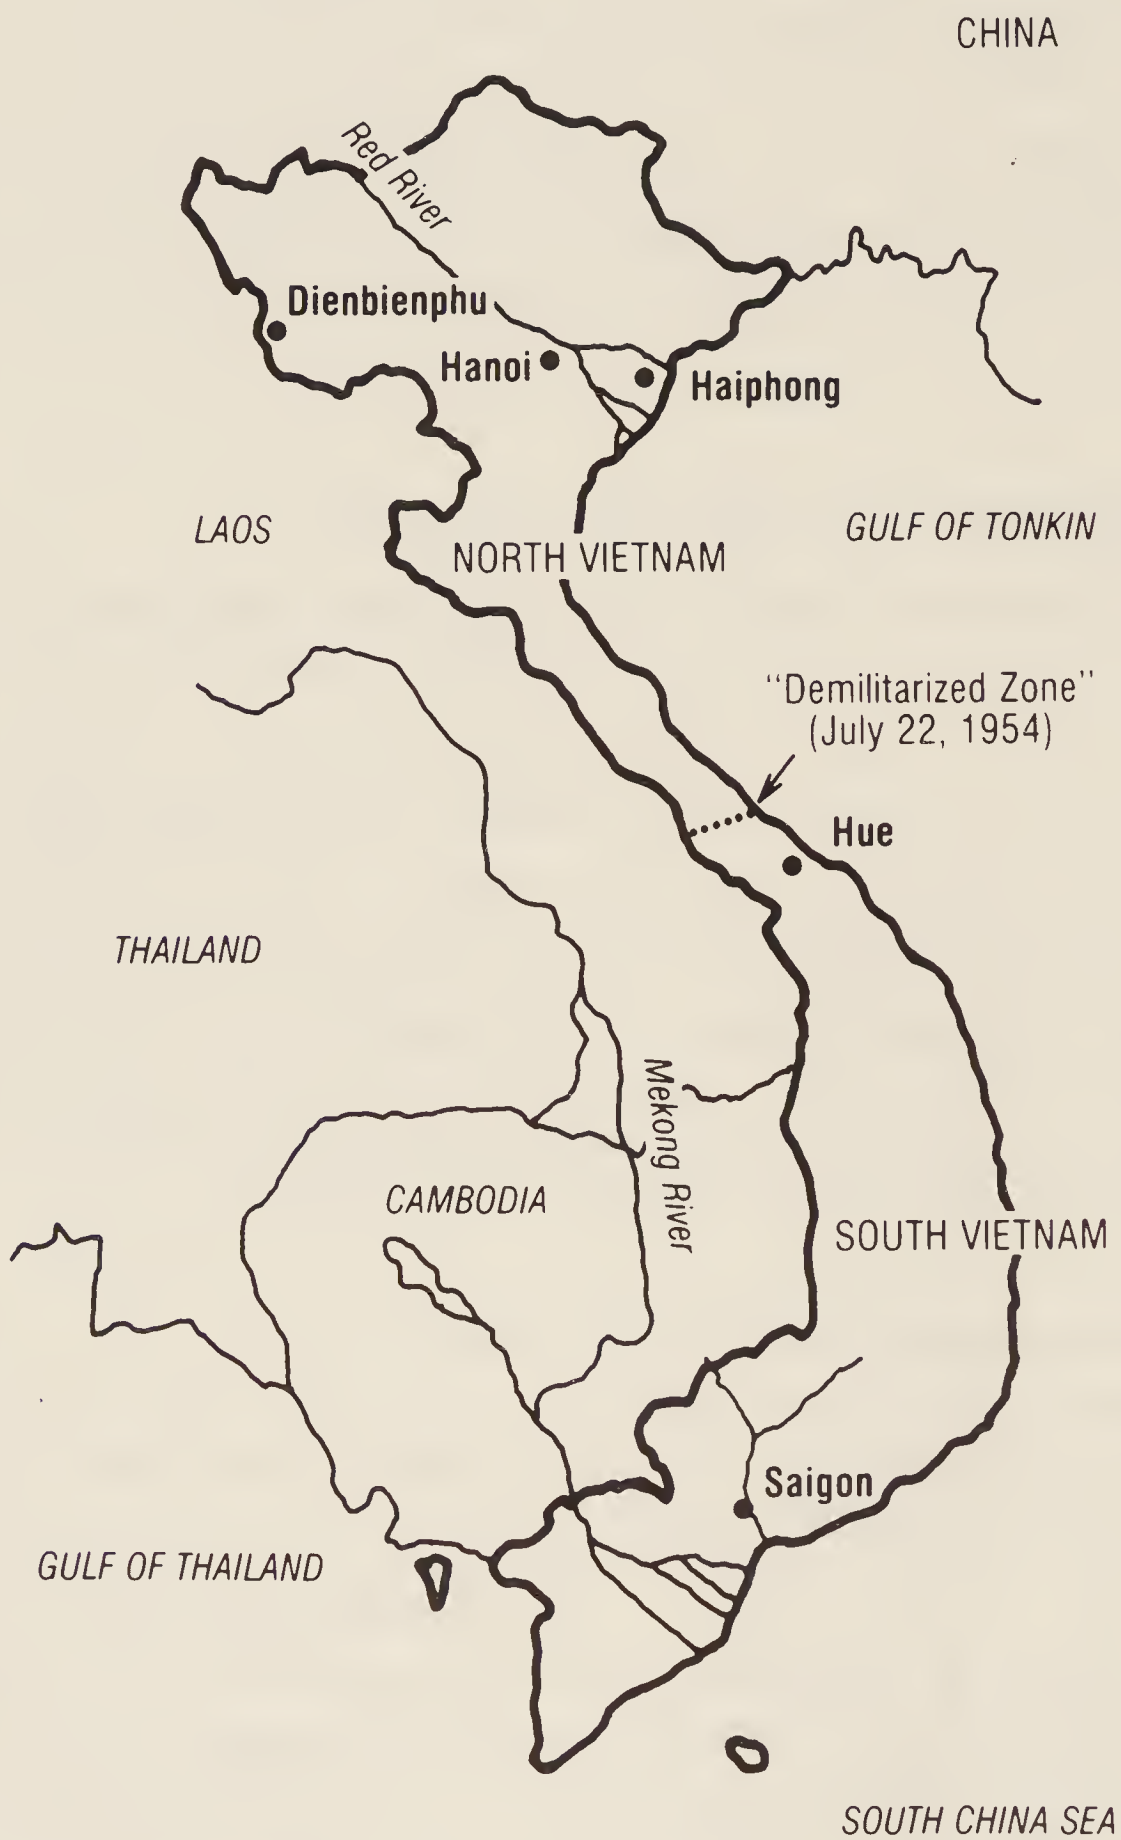 CHINA
Red River
Dienbienphu
Hanoi
Haiphong
LAOS
GULF OF TONKIN
NORTH VIETNAM
“Demilitarized Zone”
(July 22, 1954)
Hue
THAILAND
Mekong River
CAMBODIA
SOUTH VIETNAM
Saigon
GULF OF THAILAND
SOUTH CHINA SEA